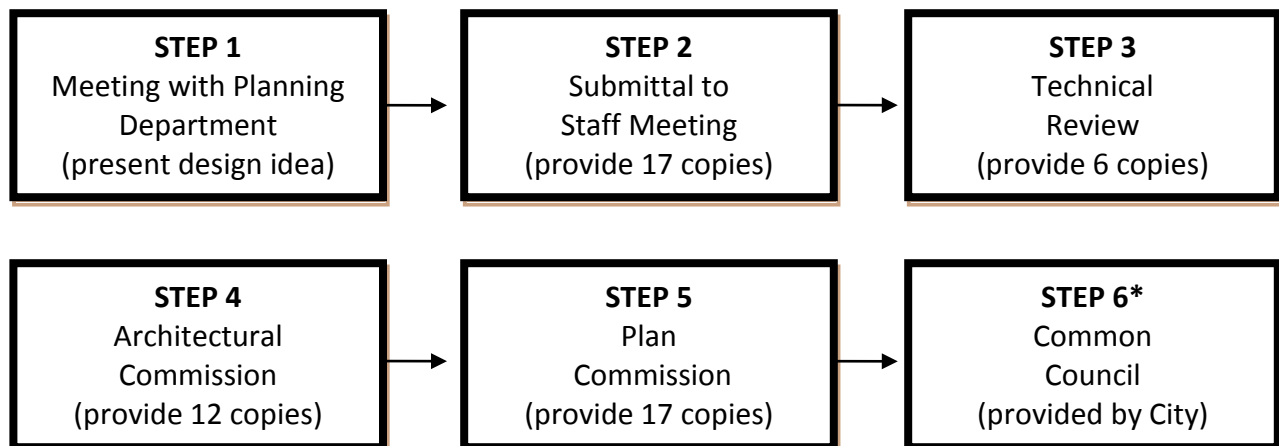 STEP 1
Meeting with Planning
Department
(present design idea)
STEP 2
Submittal to
Staff Meeting
(provide 17 copies)
STEP 3
Technical
Review
(provide 6 copies)
STEP 4
Architectural
Commission
(provide 12 copies)
STEP 5
Plan
Commission
(provide 17 copies)
STEP 6*
Common
Council
(provided by City)